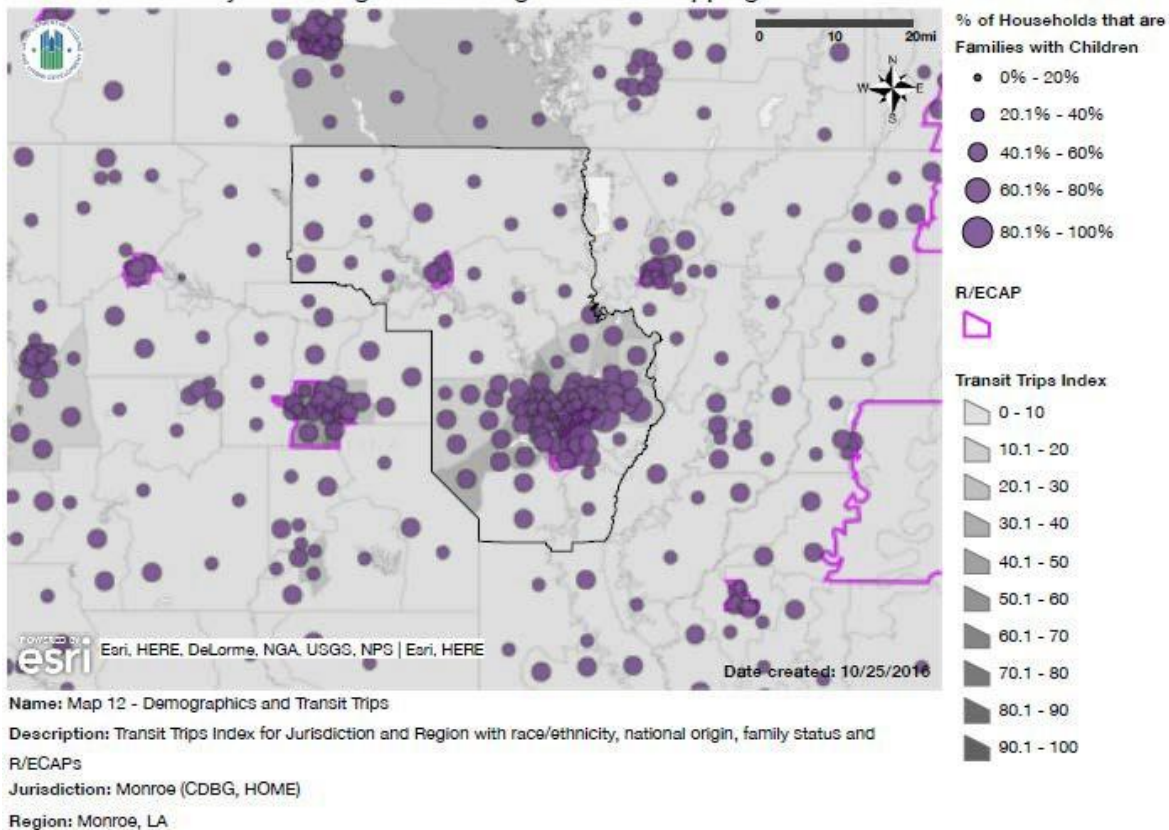 % of Households that are
Families with Children
0% - 20%
20.1% - 40%
40.1% - 60%
60.1% - 80%
80.1% - 100%
R/ECAP
Transit Trips Index
0 - 10
10.1 - 20
20.1 - 30
30.1 - 40
40.1 - 50
50.1 - 60
60.1 - 70
70.1 - 80
80.1 - 90
90.1 - 100
0 10 20mi
N
W E
S
POWERED BY
esri
Esri, HERE, DeLorme, NGA, USGS, NPS | Esri, HERE
Date created: 10/25/2016
Name: Map 12 - Demographics and Transit Trips
Description: Transit Trips Index for Jurisdiction and Region with race/ethnicity, national origin, family status and
R/ECAPs
Jurisdiction: Monroe (CDBG, HOME)
Region: Monroe, LA